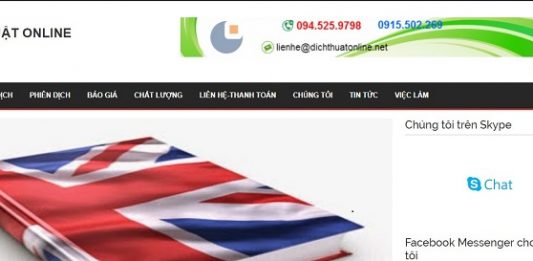 094.525.9798 0915.502.269
ẬT ONLINE
lienhe@dichthuatonline.net
ỊCH PHIÊN DỊCH BÁO GIÁ CHẤT LƯỢNG LIÊN HỆ-THANH TOÁN CHÚNG TÔI TIN TỨC VIỆC LÀM
Chúng tôi trên Skype
Chat
Facebook Messenger cho
tôi